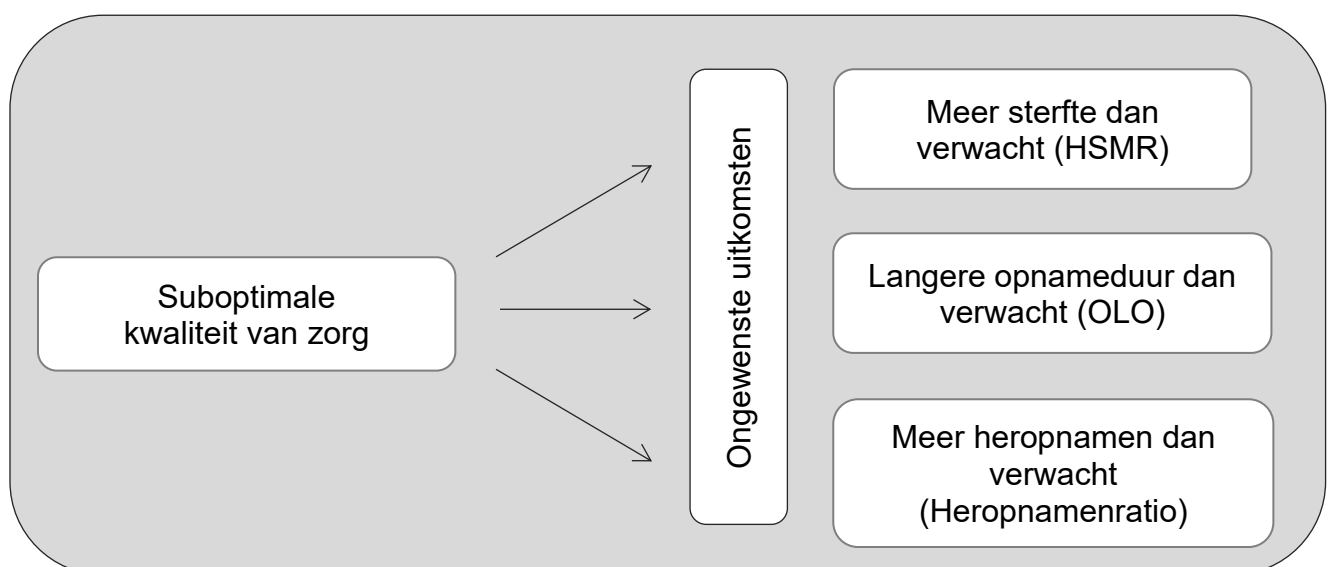 Suboptimale
kwaliteit van zorg
Ongewenste uitkomsten
Meer sterfte dan
verwacht (HSMR)
Langere opnameduur dan
verwacht (OLO)
Meer heropnamen dan
verwacht
(Heropnamenratio)